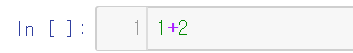 In [ ]: 1 1+2